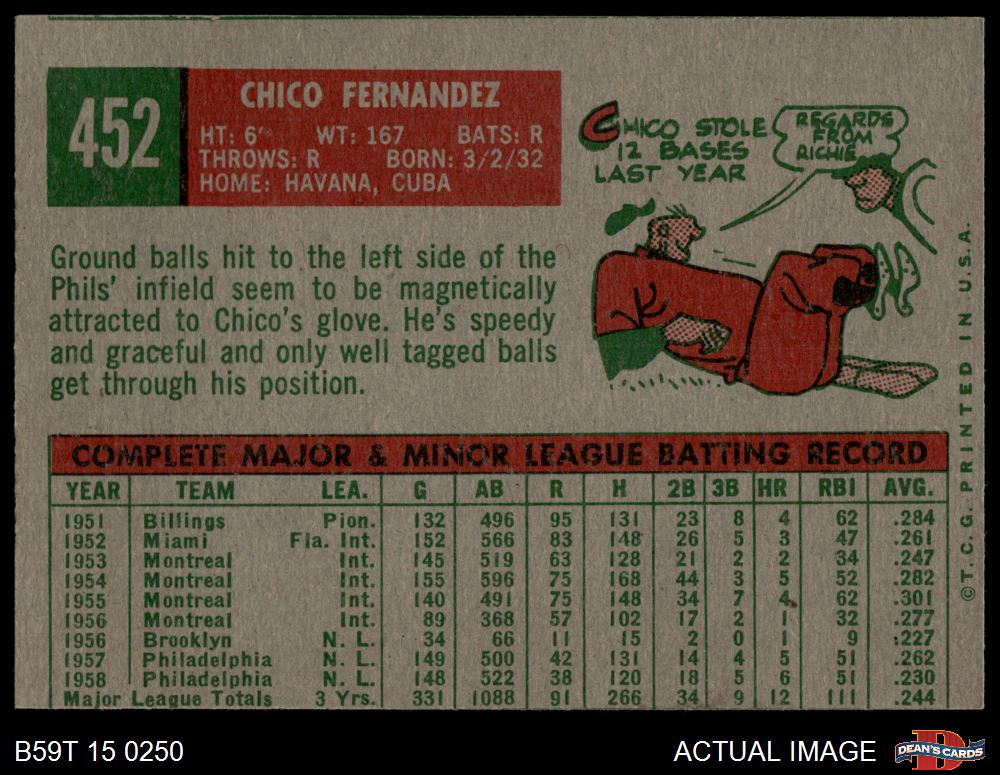 452
CHICO FERNANDEZ
HT: 6' WT: 167 BATS: R
THROWS: R BORN: 3/2/32
HOME: HAVANA, CUBA
CHICO STOLE
12 BASES
LAST YEAR
REGARDS
FROM
RICHIE
Ground balls hit to the left side of the
Phils' infield seem to be magnetically
attracted to Chico's glove. He's speedy
and graceful and only well tagged balls
get through his position.
COMPLETE MAJOR & MINOR LEAGUE BATTING RECORD
YEAR TEAM LEA. G AB R H 2B 3B HR RBI AVG.
1951 Billings Pion. 132 496 95 131 23 8 4 62 .284
1952 Miami Fla. Int. 152 566 83 148 26 5 3 47 .261
1953 Montreal Int. 145 519 63 128 21 2 2 34 .247
1954 Montreal Int. 155 596 75 168 44 3 5 52 .282
1955 Montreal Int. 140 491 75 148 34 7 4 62 .301
1956 Montreal Int. 89 368 57 102 17 2 1 32 .277
1956 Brooklyn N. L. 34 66 11 15 2 0 1 9 .227
1957 Philadelphia N. L. 149 500 42 131 14 4 5 51 .262
1958 Philadelphia N. L. 148 522 38 120 18 5 6 51 .230
Major League Totals 3 Yrs. 331 1088 91 266 34 9 12 111 .244
©T.C.G. PRINTED IN U.S.A.
B59T 15 0250
ACTUAL IMAGE
DEAN'S CARDS